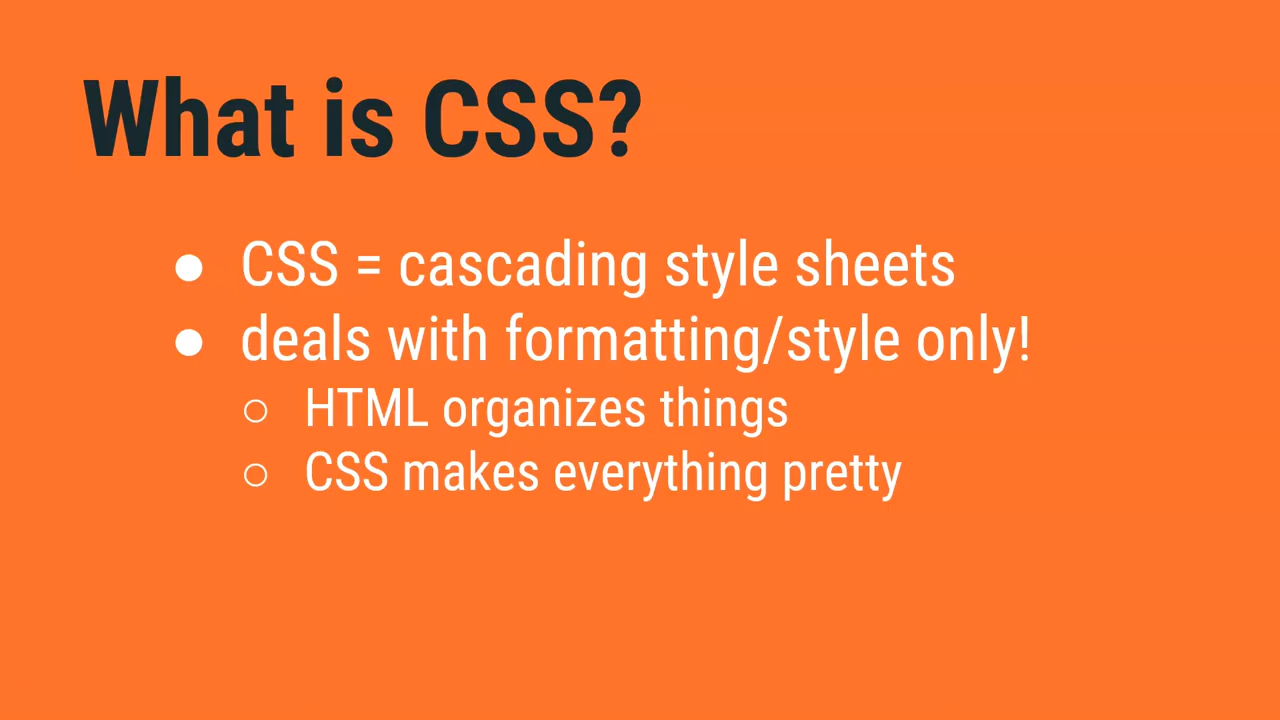 What is CSS?
● CSS = cascading style sheets
● deals with formatting/style only!
○ HTML organizes things
○ CSS makes everything pretty